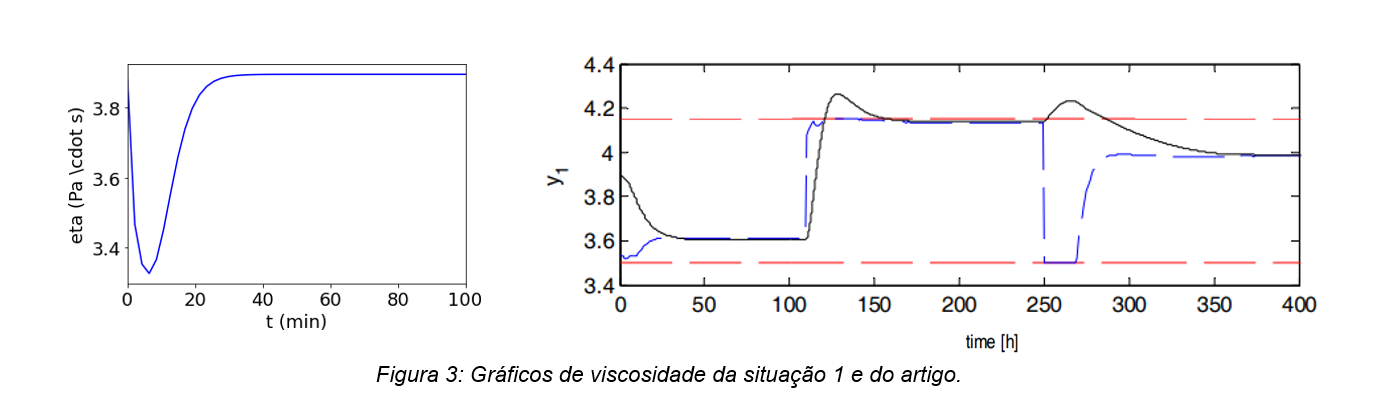 eta (Pa \cdot s)
3.8
3.6
3.4
0 20 40 60 80 100
t (min)
y1
4.4
4.2
4
3.8
3.6
3.4
0 50 100 150 200 250 300 350 400
time [h]
Figura 3: Gráficos de viscosidade da situação 1 e do artigo.